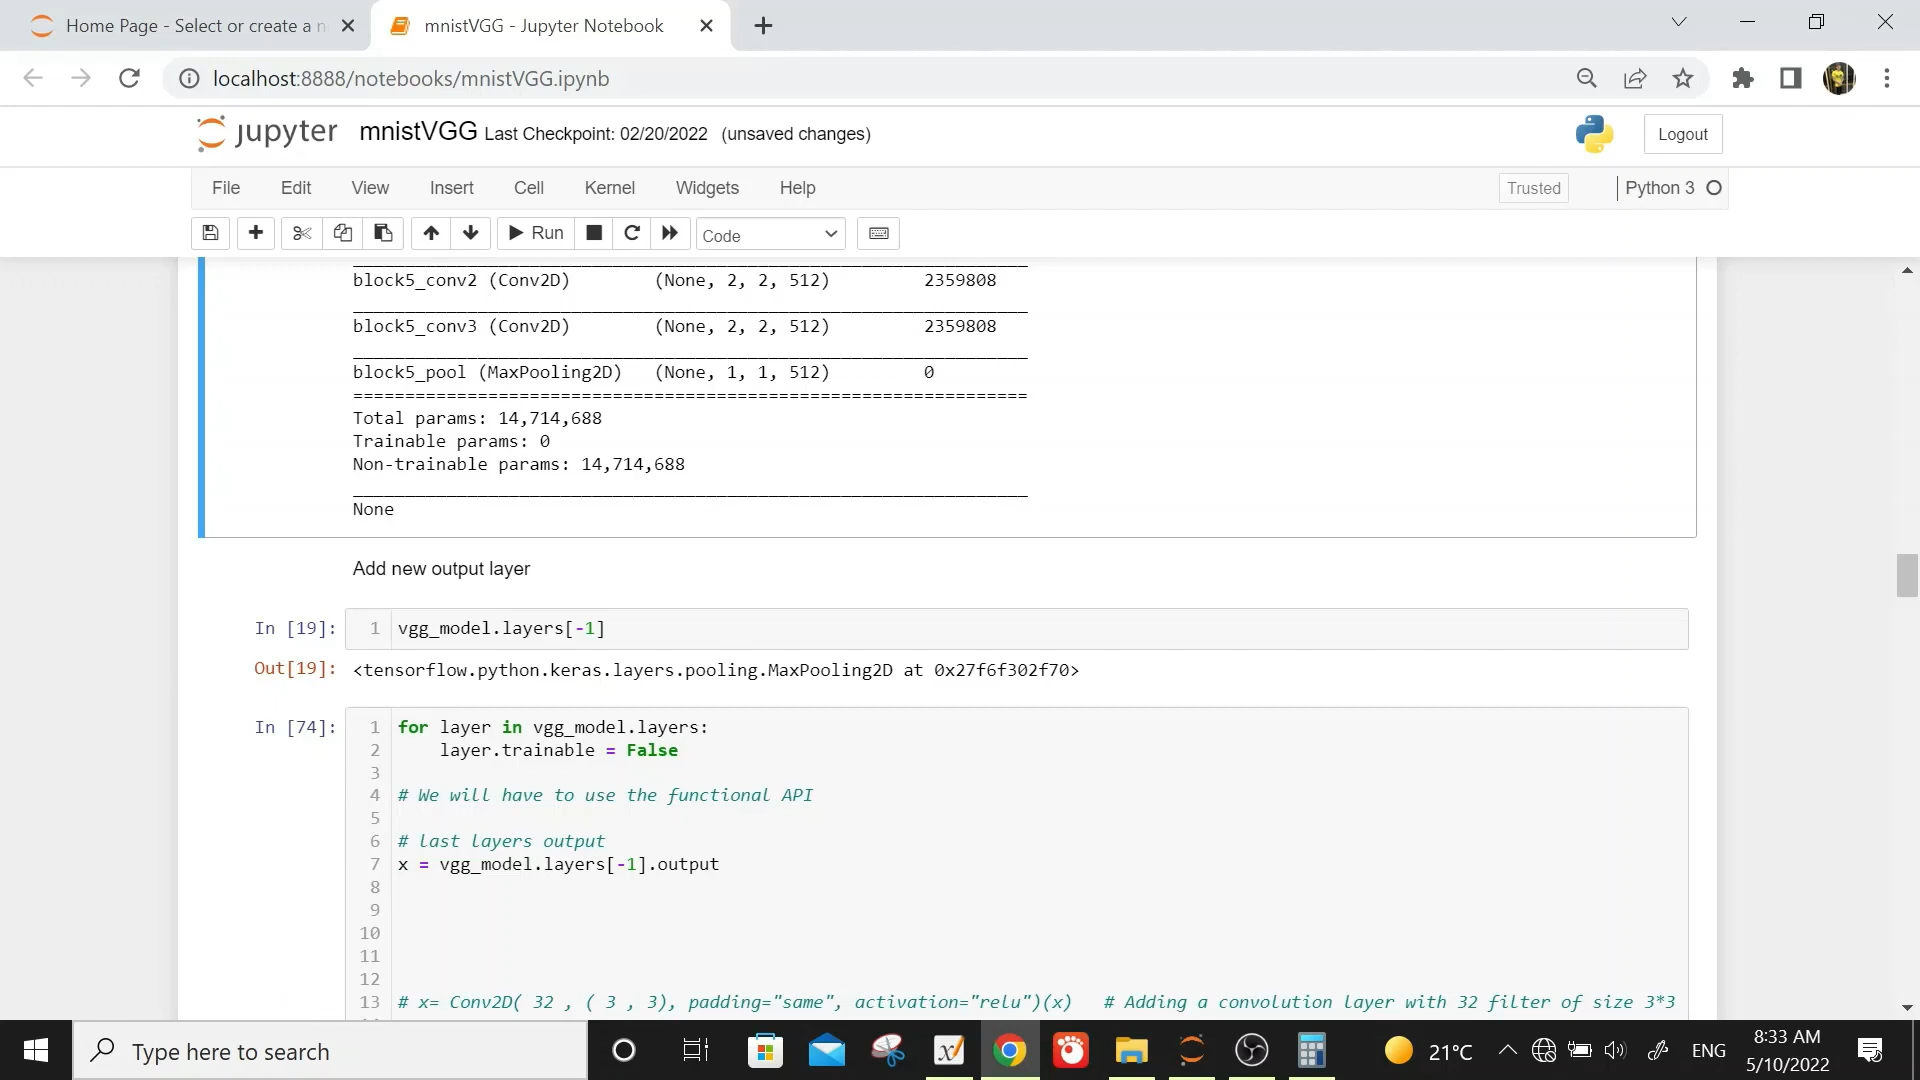 Home Page - Select or create a n
mnistVGG - Jupyter Notebook
localhost:8888/notebooks/mnistVGG.ipynb
jupyter mnistVGG Last Checkpoint: 02/20/2022 (unsaved changes)
Logout
File Edit View Insert Cell Kernel Widgets Help
Trusted
Python 3
Run
Code
block5_conv2 (Conv2D) (None, 2, 2, 512) 2359808
block5_conv3 (Conv2D) (None, 2, 2, 512) 2359808
block5_pool (MaxPooling2D) (None, 1, 1, 512) 0
=================================================================
Total params: 14,714,688
Trainable params: 0
Non-trainable params: 14,714,688
_________________________________________________________________
None
Add new output layer
In [19]: 1 vgg_model.layers[-1]
Out[19]: <tensorflow.python.keras.layers.pooling.MaxPooling2D at 0x27f6f302f70>
In [74]: 1 for layer in vgg_model.layers:
2 layer.trainable = False
3
4 # We will have to use the functional API
5
6 # last layers output
7 x = vgg_model.layers[-1].output
8
9
10
11
12
13 # x= Conv2D( 32 , ( 3 , 3), padding="same", activation="relu")(x) # Adding a convolution layer with 32 filter of size 3*3
Type here to search
21°C
ENG
8:33 AM
5/10/2022